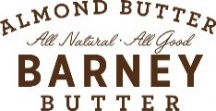 ALMOND BUTTER
All Natural · All Good
BARNEY
BUTTER